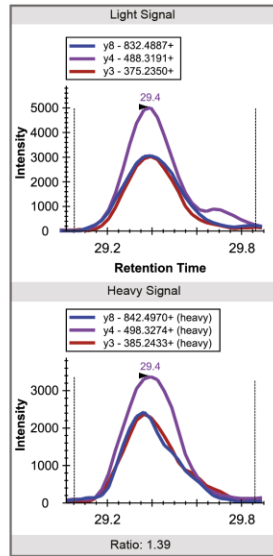 Light Signal
y8 - 832.4887+
y4 - 488.3191+
y3 - 375.2350+
29.4
5000
4000
3000
2000
1000
0
Intensity
29.2
29.8
Retention Time
Heavy Signal
y8 - 842.4970+ (heavy)
y4 - 498.3274+ (heavy)
y3 - 385.2433+ (heavy)
29.4
3000
2000
1000
0
Intensity
29.2
29.8
Ratio: 1.39